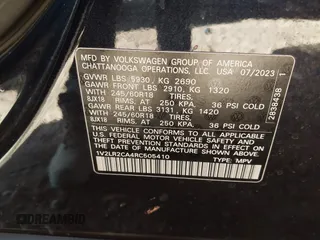 MFD BY VOLKSWAGEN GROUP OF AMERICA
CHATTANOOGA OPERATIONS, LLC. USA 07/2023
GVWR LBS 5930, KG 2690
GAWR FRONT LBS 2910, KG 1320
WITH 245/60R18 TIRES,
8JX18 RIMS, AT 250 KPA, 36 PSI COLD
GAWR REAR LBS 3131, KG 1420
WITH 245/60R18 TIRES,
8JX18 RIMS, AT 250 KPA, 36 PSI COLD
THIS VEHICLE CONFORMS TO ALL APPLICABLE
U.S. FEDERAL MOTOR VEHICLE SAFETY
STANDARDS IN EFFECT ON THE DATE OF
MANUFACTURE SHOWN ABOVE.
1V2LR2CA4RC505410 TYPE: MPV
2838438
DREAMBID